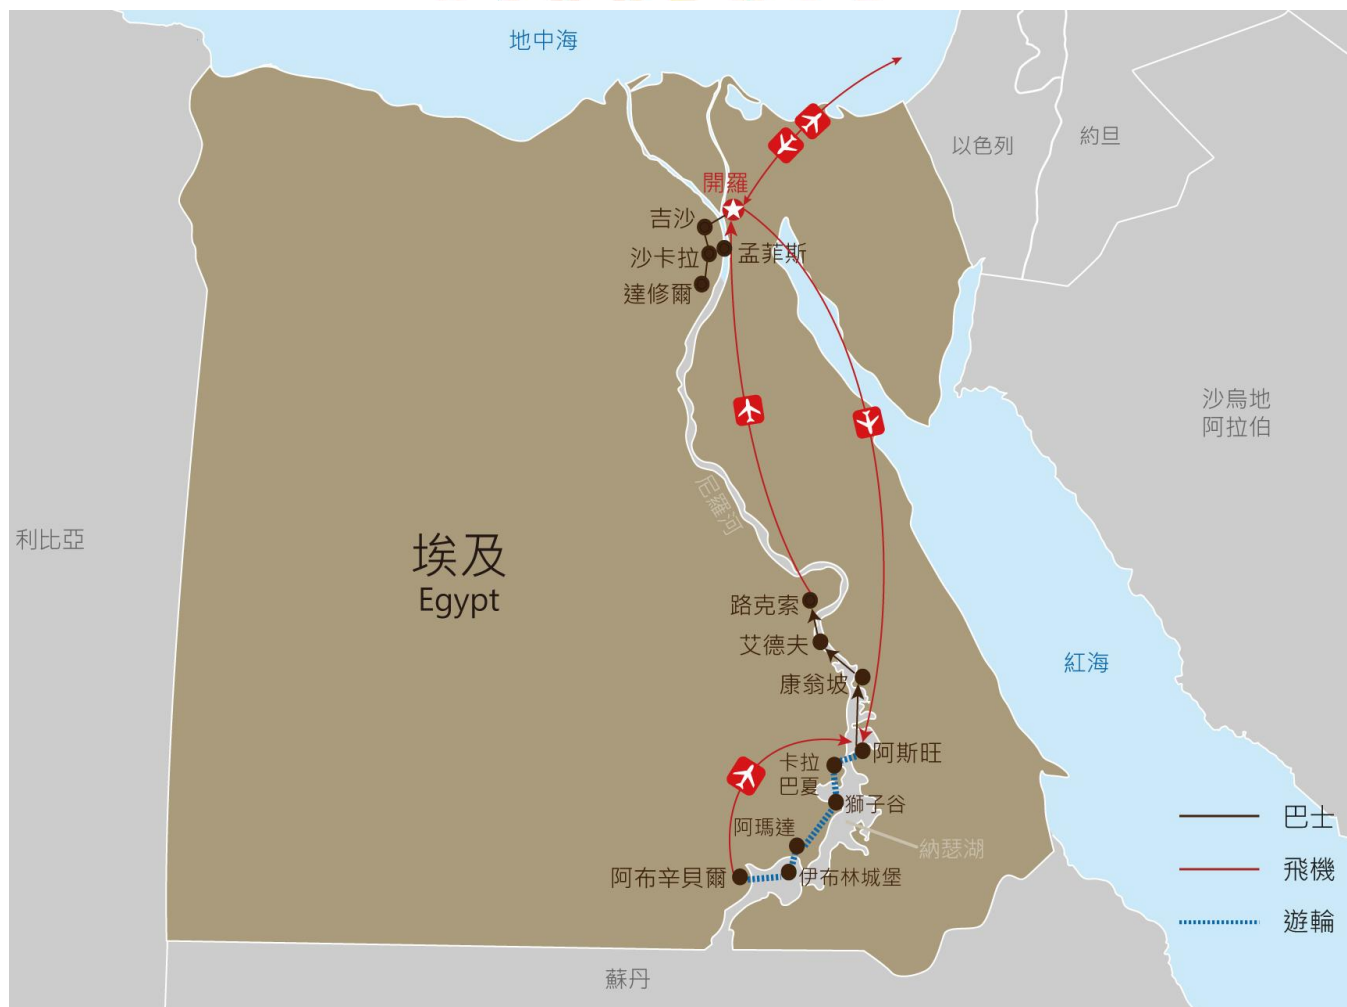 地中海
以色列
約旦
開羅
吉沙
沙卡拉
孟菲斯
達修爾
沙烏地
阿拉伯
尼羅河
利比亞
埃及
Egypt
路克索
艾德夫
紅海
康翁坡
阿斯旺
卡拉
巴夏
獅子谷
阿瑪達
納瑟湖
阿布辛貝爾
伊布林城堡
巴士
飛機
遊輪
蘇丹